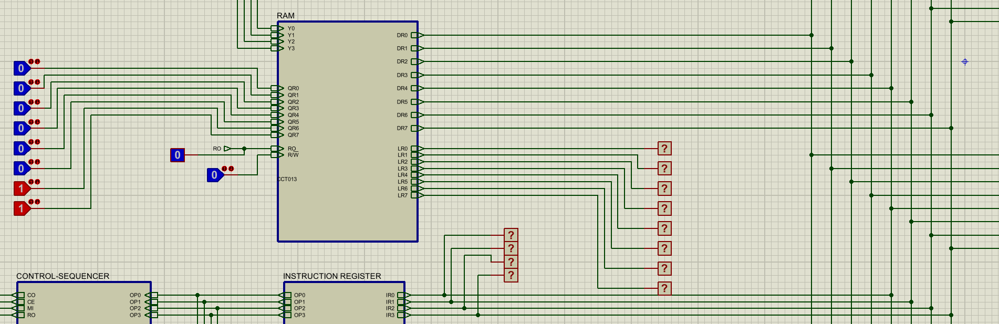 RAM
Y0
Y1
Y2
Y3
DR0
DR1
DR2
DR3
DR4
DR5
DR6
DR7
0
0
0
0
0
0
1
1
QR0
QR1
QR2
QR3
QR4
QR5
QR6
QR7
0
RO
RO
R/W
0
CCT013
LR0
LR1
LR2
LR3
LR4
LR5
LR6
LR7
?
?
?
?
?
?
?
?
?
?
?
?
CONTROL-SEQUENCER
CO
CE
MI
RO
OP0
OP1
OP2
OP3
INSTRUCTION REGISTER
OP0
OP1
OP2
OP3
IR0
IR1
IR2
IR3